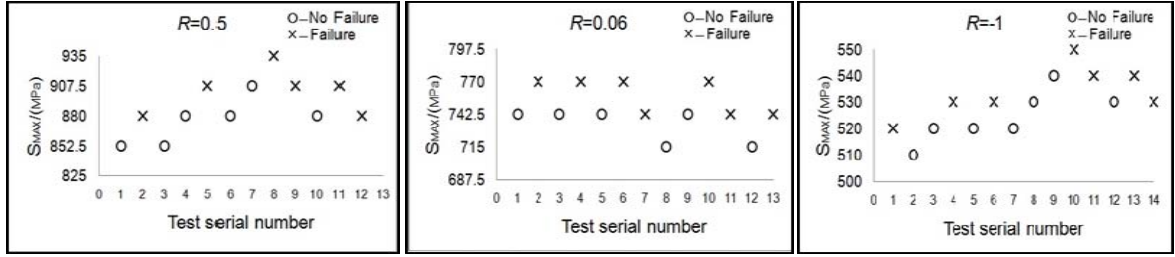 R=0.5
O–No Failure
×–Failure
SMAX/(MPa)
935
907.5
880
852.5
825
0 1 2 3 4 5 6 7 8 9 10 11 12 13
Test serial number
R=0.06
O–No Failure
×–Failure
SMAX/(MPa)
797.5
770
742.5
715
687.5
0 1 2 3 4 5 6 7 8 9 10 11 12 13
Test serial number
R=-1
O–No Failure
×–Failure
SMAX/(MPa)
550
540
530
520
510
500
0 1 2 3 4 5 6 7 8 9 10 11 12 13 14
Test serial number